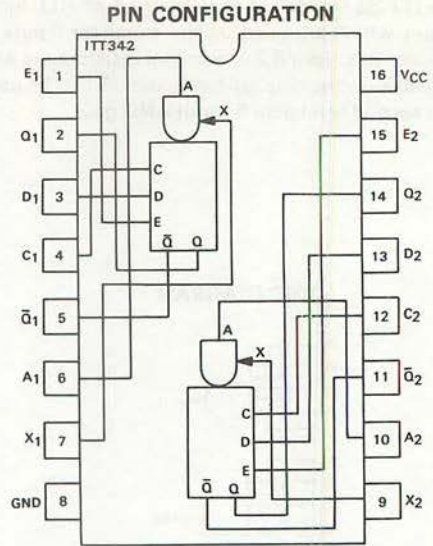 PIN CONFIGURATION
ITT342
E1 1
Q1 2
D1 3
C1 4
Q̄1 5
A1 6
X1 7
GND 8
16 VCC
15 E2
14 Q2
13 D2
12 C2
11 Q̄2
10 A2
9 X2
A
X
C
D
E
Q̄ Q
A
X
C
D
E
Q̄ Q